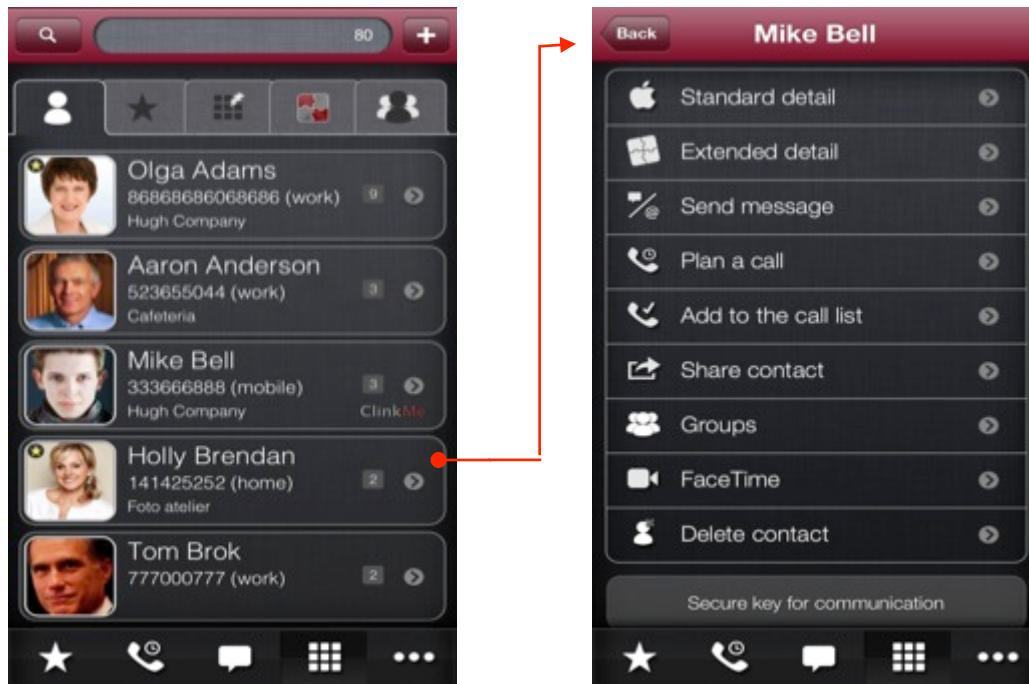 80
Olga Adams
86868686068686 (work)
9
Hugh Company
Aaron Anderson
523655044 (work)
3
Cafeteria
Mike Bell
333666888 (mobile)
3
Hugh Company
ClinkMe
Holly Brendan
141425252 (home)
2
Foto atelier
Tom Brok
777000777 (work)
2
Back
Mike Bell
Standard detail
Extended detail
Send message
Plan a call
Add to the call list
Share contact
Groups
FaceTime
Delete contact
Secure key for communication